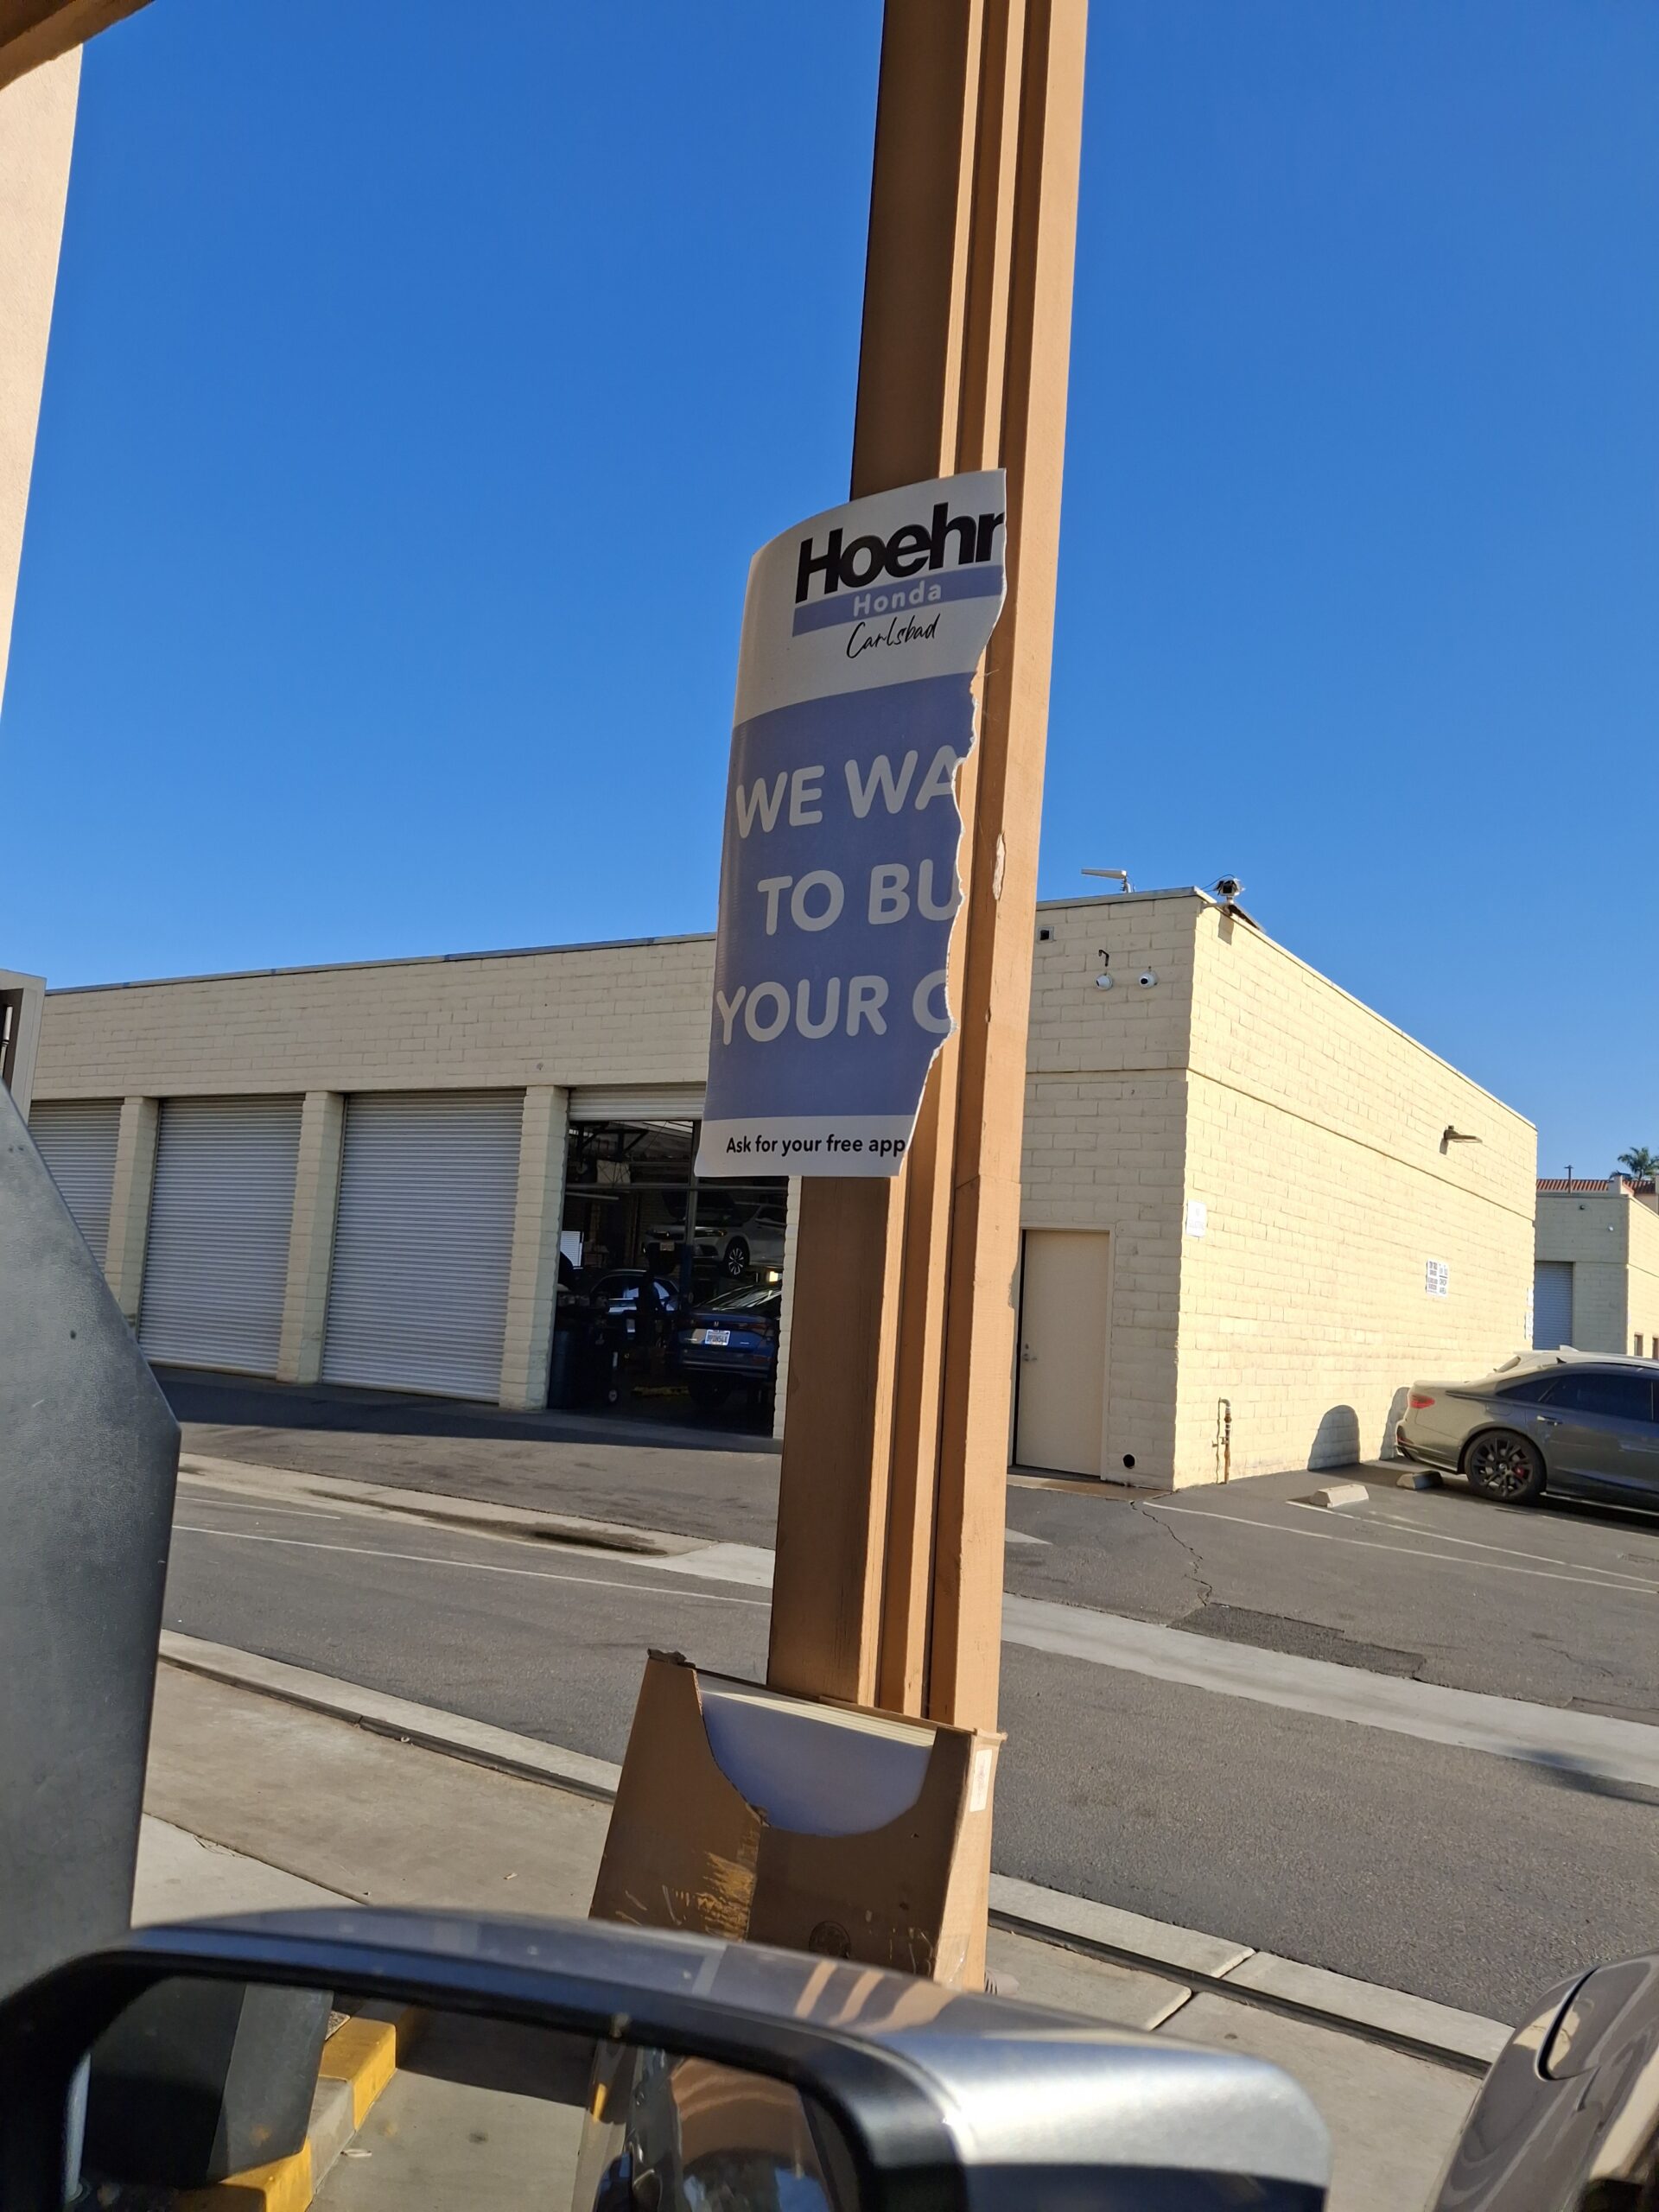 Hoehr
Honda
Carlsbad
WE WA
TO BU
YOUR C
Ask for your free app